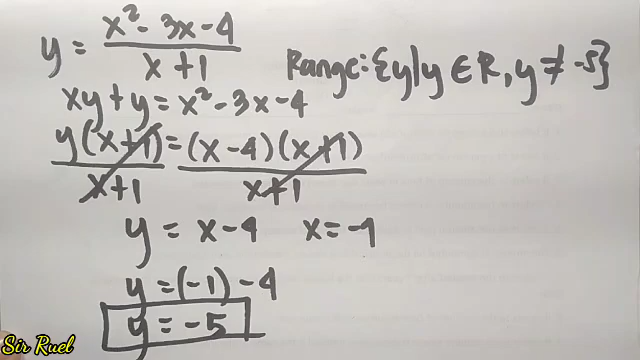 y = x² - 3x - 4 / x + 1
Range: {y | y ∈ R, y ≠ -5}
xy + y = x² - 3x - 4
y(x+1) / x+1 = (x-4)(x+1) / x+1
y = x - 4   x = -1
y = (-1) - 4
y = -5
Sir Ruel